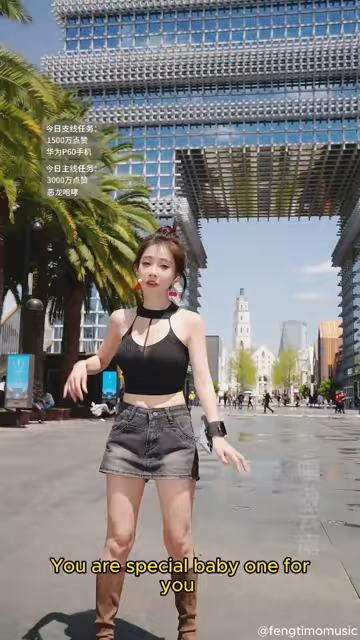 今日支线任务：
1500万点赞
华为P60手机
今日主线任务：
3000万点赞
恶龙咆哮
You are special baby one for
you
@fengtimomusic